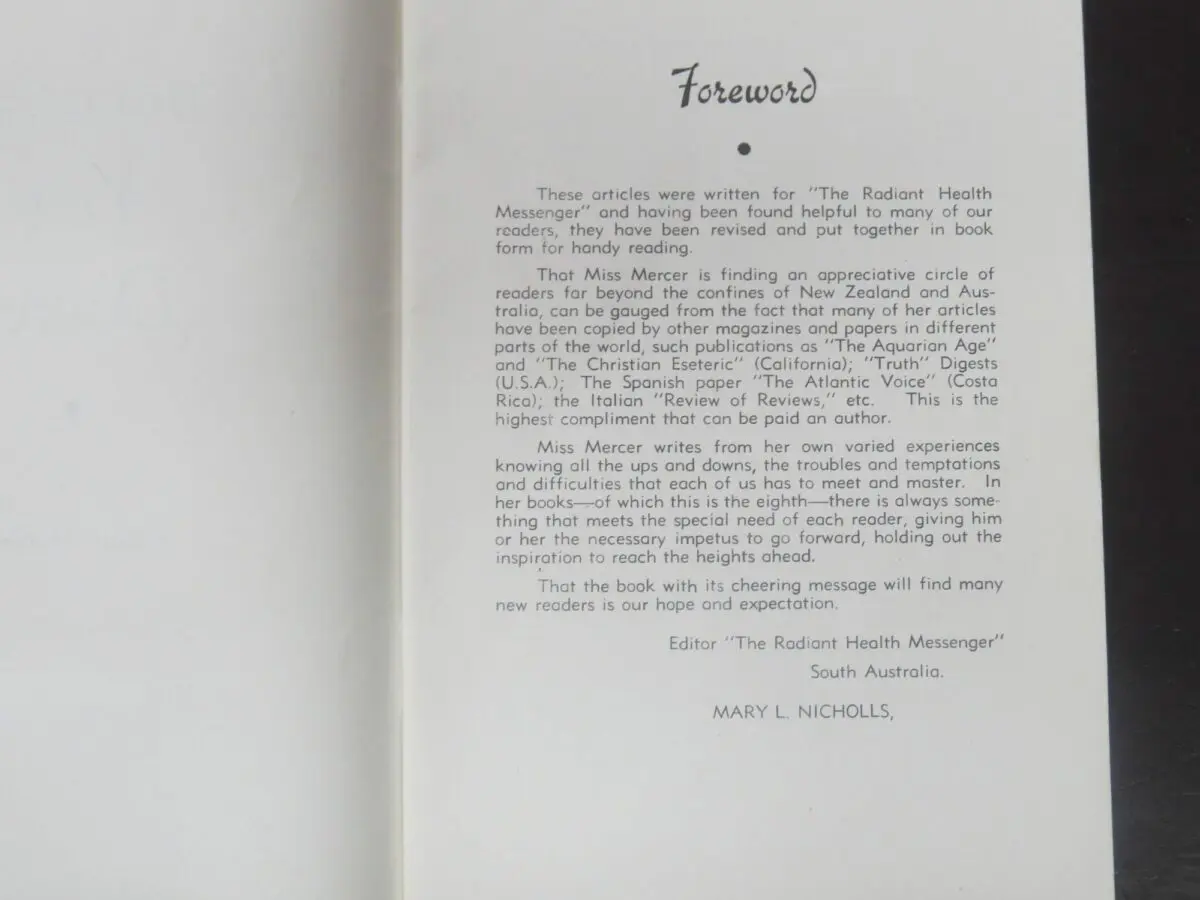 Foreword
These articles were written for "The Radiant Health
Messenger" and having been found helpful to many of our
readers, they have been revised and put together in book
form for handy reading.
That Miss Mercer is finding an appreciative circle of
readers far beyond the confines of New Zealand and Aus-
tralia, can be gauged from the fact that many of her articles
have been copied by other magazines and papers in different
parts of the world, such publications as "The Aquarian Age"
and "The Christian Eseteric" (California); "Truth" Digests
(U.S.A.); The Spanish paper "The Atlantic Voice" (Costa
Rica); the Italian "Review of Reviews," etc. This is the
highest compliment that can be paid an author.
Miss Mercer writes from her own varied experiences
knowing all the ups and downs, the troubles and temptations
and difficulties that each of us has to meet and master. In
her books—of which this is the eighth—there is always some-
thing that meets the special need of each reader, giving him
or her the necessary impetus to go forward, holding out the
inspiration to reach the heights ahead.
That the book with its cheering message will find many
new readers is our hope and expectation.
Editor "The Radiant Health Messenger"
South Australia.
MARY L. NICHOLLS,